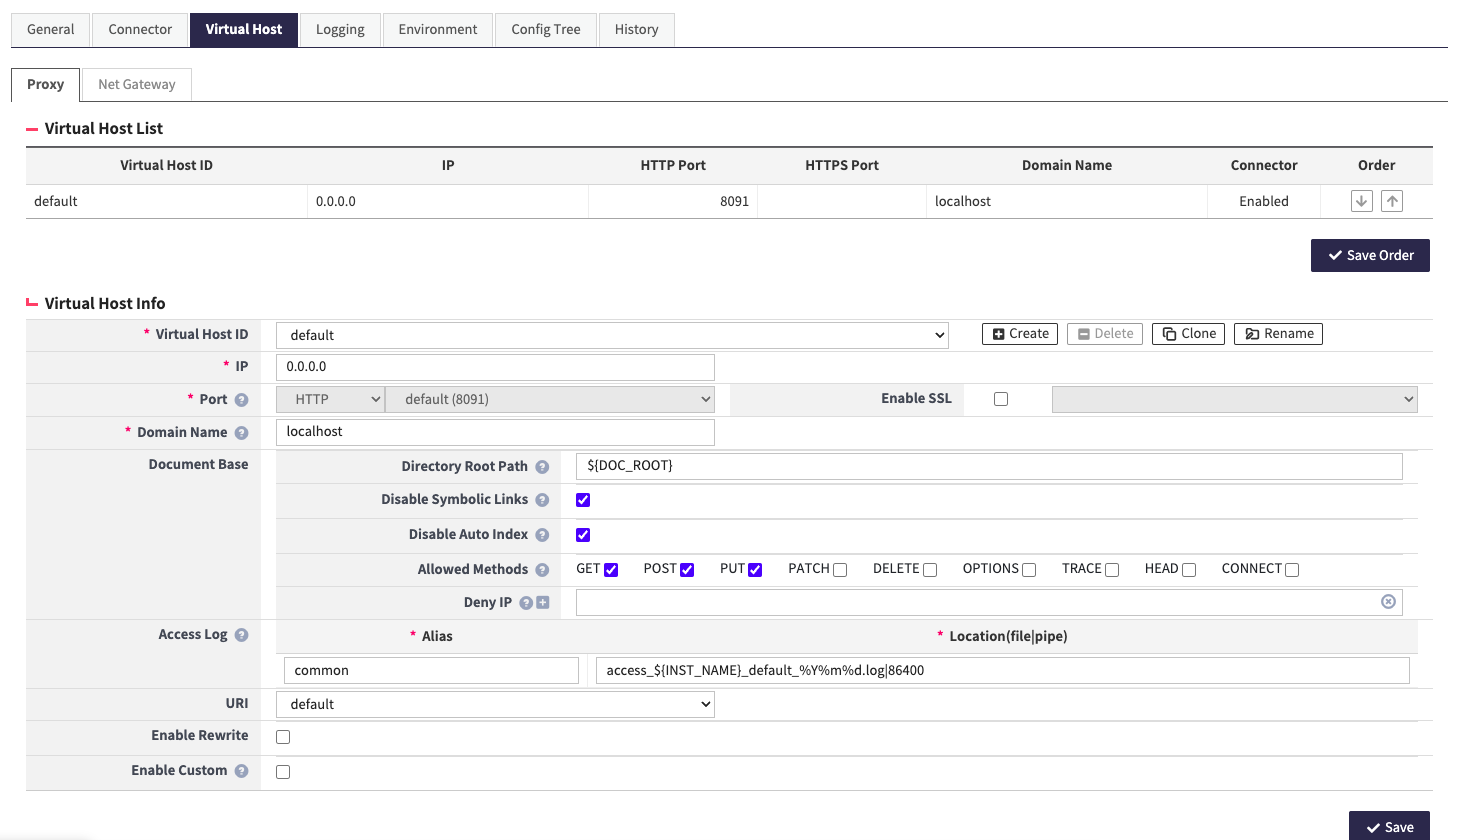 General Connector Virtual Host Logging Environment Config Tree History
Proxy Net Gateway
Virtual Host List
Virtual Host ID IP HTTP Port HTTPS Port Domain Name Connector Order
default 0.0.0.0 8091 localhost Enabled
Save Order
Virtual Host Info
* Virtual Host ID default Create Delete Clone Rename
* IP 0.0.0.0
* Port HTTP default (8091) Enable SSL
* Domain Name localhost
Document Base Directory Root Path ${DOC_ROOT}
Disable Symbolic Links
Disable Auto Index
Allowed Methods GET POST PUT PATCH DELETE OPTIONS TRACE HEAD CONNECT
Deny IP
Access Log * Alias * Location(file|pipe)
common access_${INST_NAME}_default_%Y%m%d.log|86400
URI default
Enable Rewrite
Enable Custom
Save